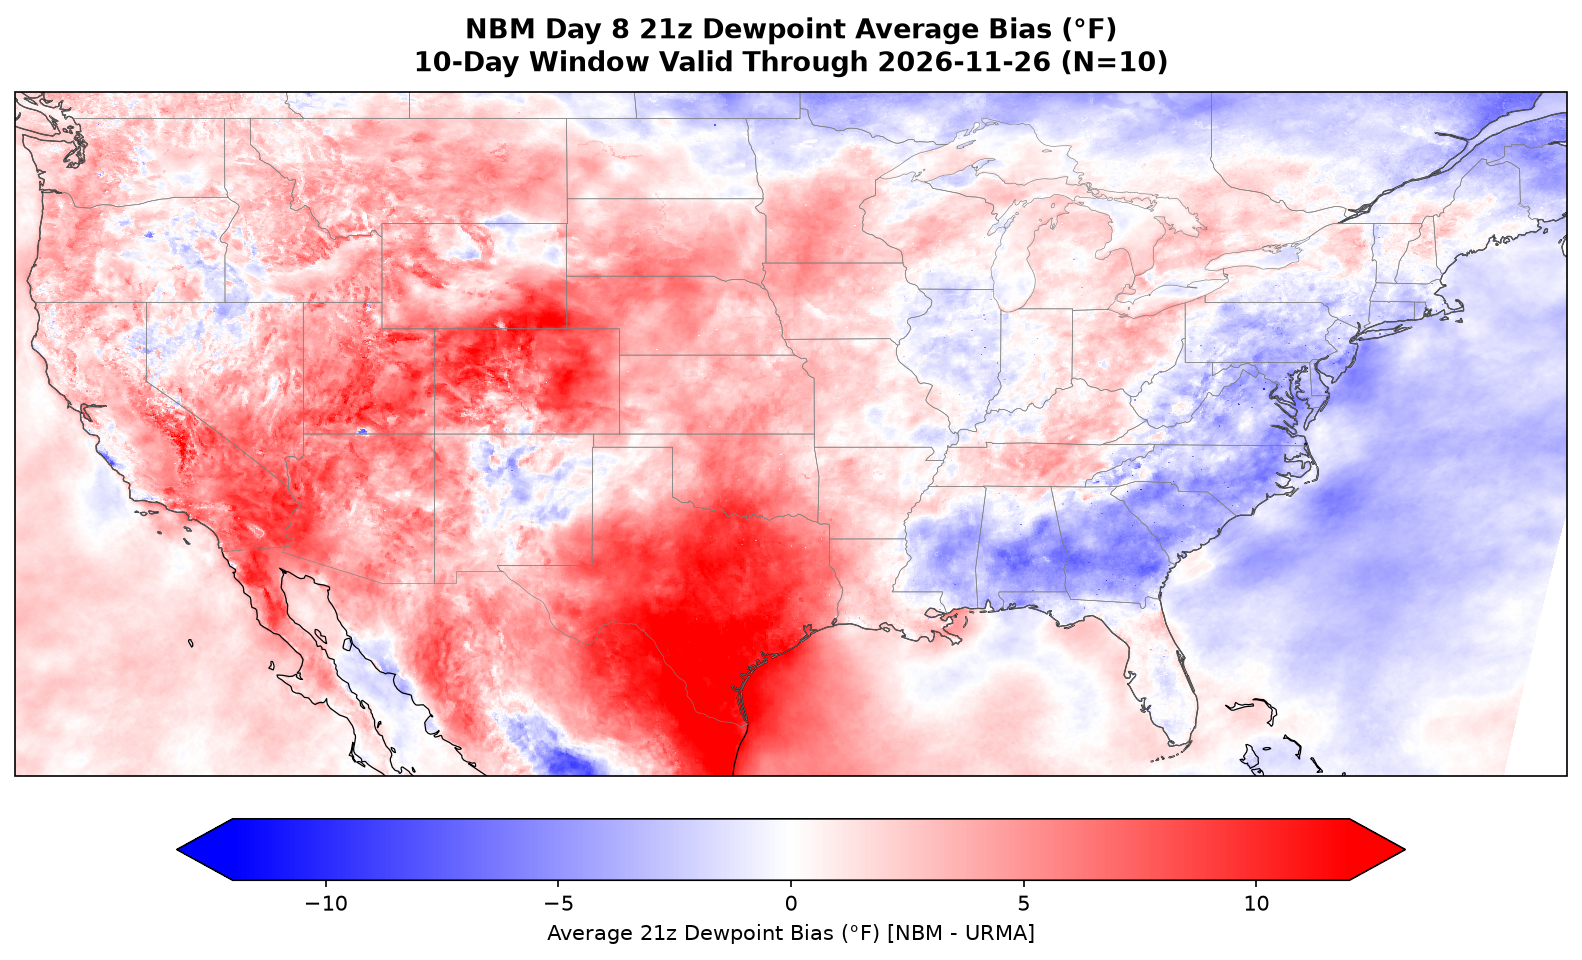 NBM Day 8 21z Dewpoint Average Bias (°F)
10-Day Window Valid Through 2026-11-26 (N=10)
−10
−5
0
5
10
Average 21z Dewpoint Bias (°F) [NBM - URMA]